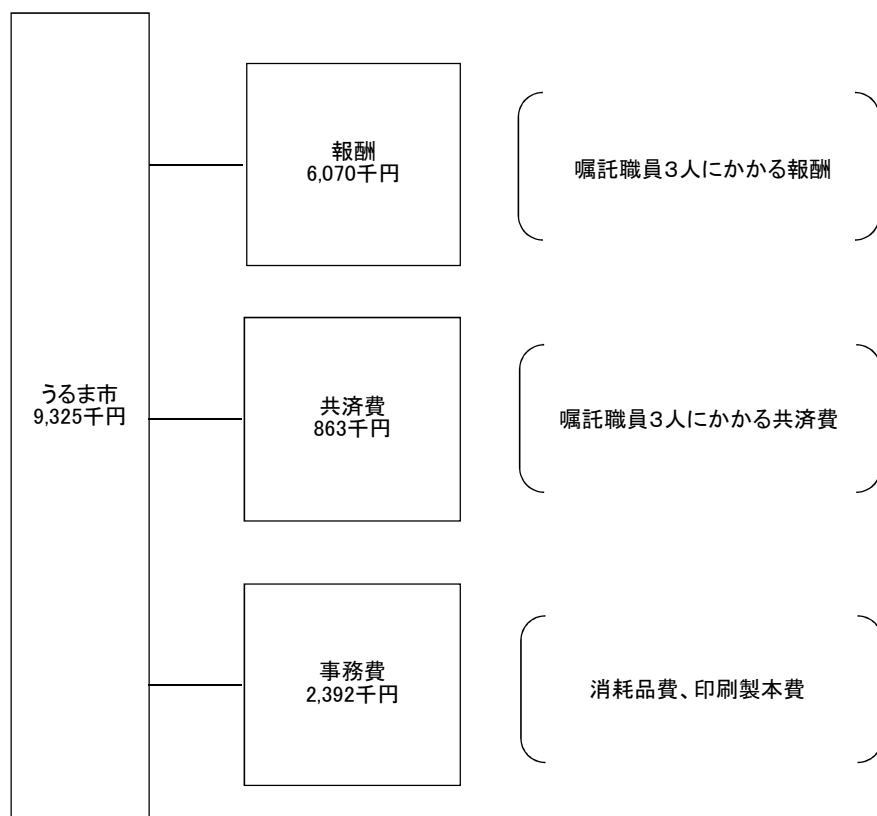 報酬
6,070千円
嘱託職員３人にかかる報酬
うるま市
9,325千円
共済費
863千円
嘱託職員３人にかかる共済費
事務費
2,392千円
消耗品費、印刷製本費